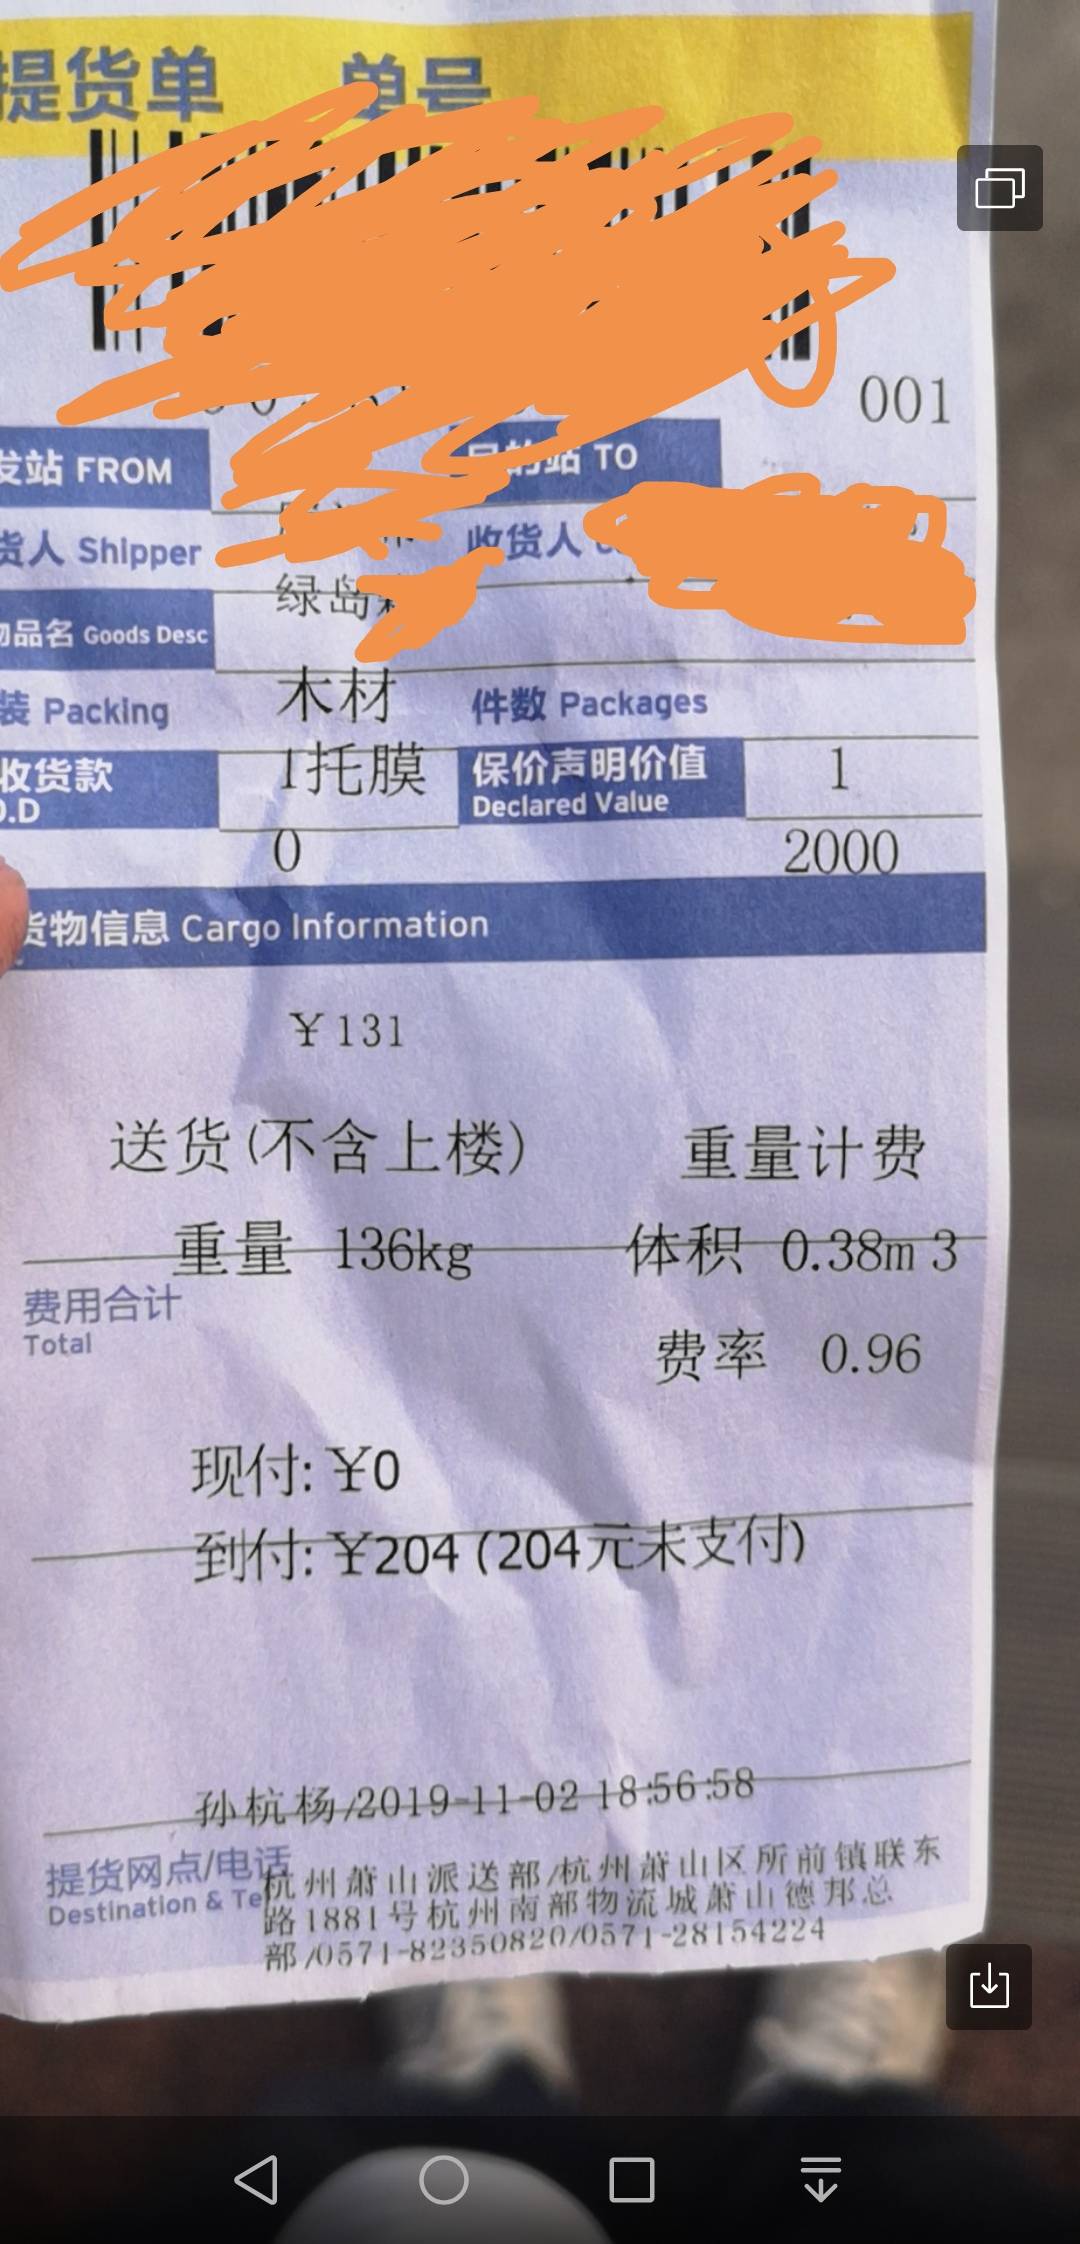 提货单 单号
001
发站 FROM
目的站 TO
货人 Shipper
收货人
绿岛
物品名 Goods Desc
木材
装 Packing
件数 Packages
收货款
O.D
1托膜
保价声明价值
Declared Value
1
0
2000
货物信息 Cargo Information
¥131
送货(不含上楼) 重量计费
重量 136kg 体积 0.38m 3
费用合计
Total
费率 0.96
现付: ¥0
到付: ¥204 (204元未支付)
孙杭杨/2019-11-02 18:56:58
提货网点/电话
Destination & Te
杭州萧山派送部/杭州萧山区所前镇联东
路1881号杭州南部物流城萧山德邦总
部/0571-82350820/0571-28154224